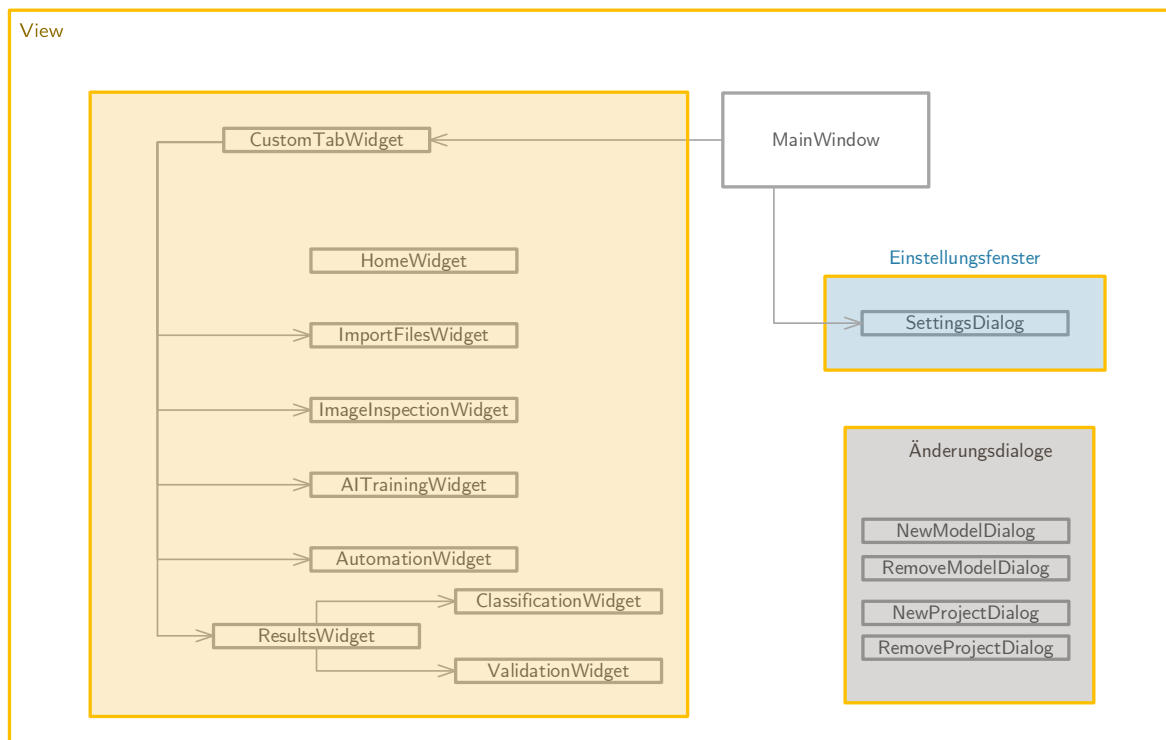 View
CustomTabWidget
MainWindow
HomeWidget
Einstellungsfenster
ImportFilesWidget
SettingsDialog
ImageInspectionWidget
Änderungsdialoge
AITrainingWidget
NewModelDialog
AutomationWidget
RemoveModelDialog
ClassificationWidget
NewProjectDialog
ResultsWidget
RemoveProjectDialog
ValidationWidget